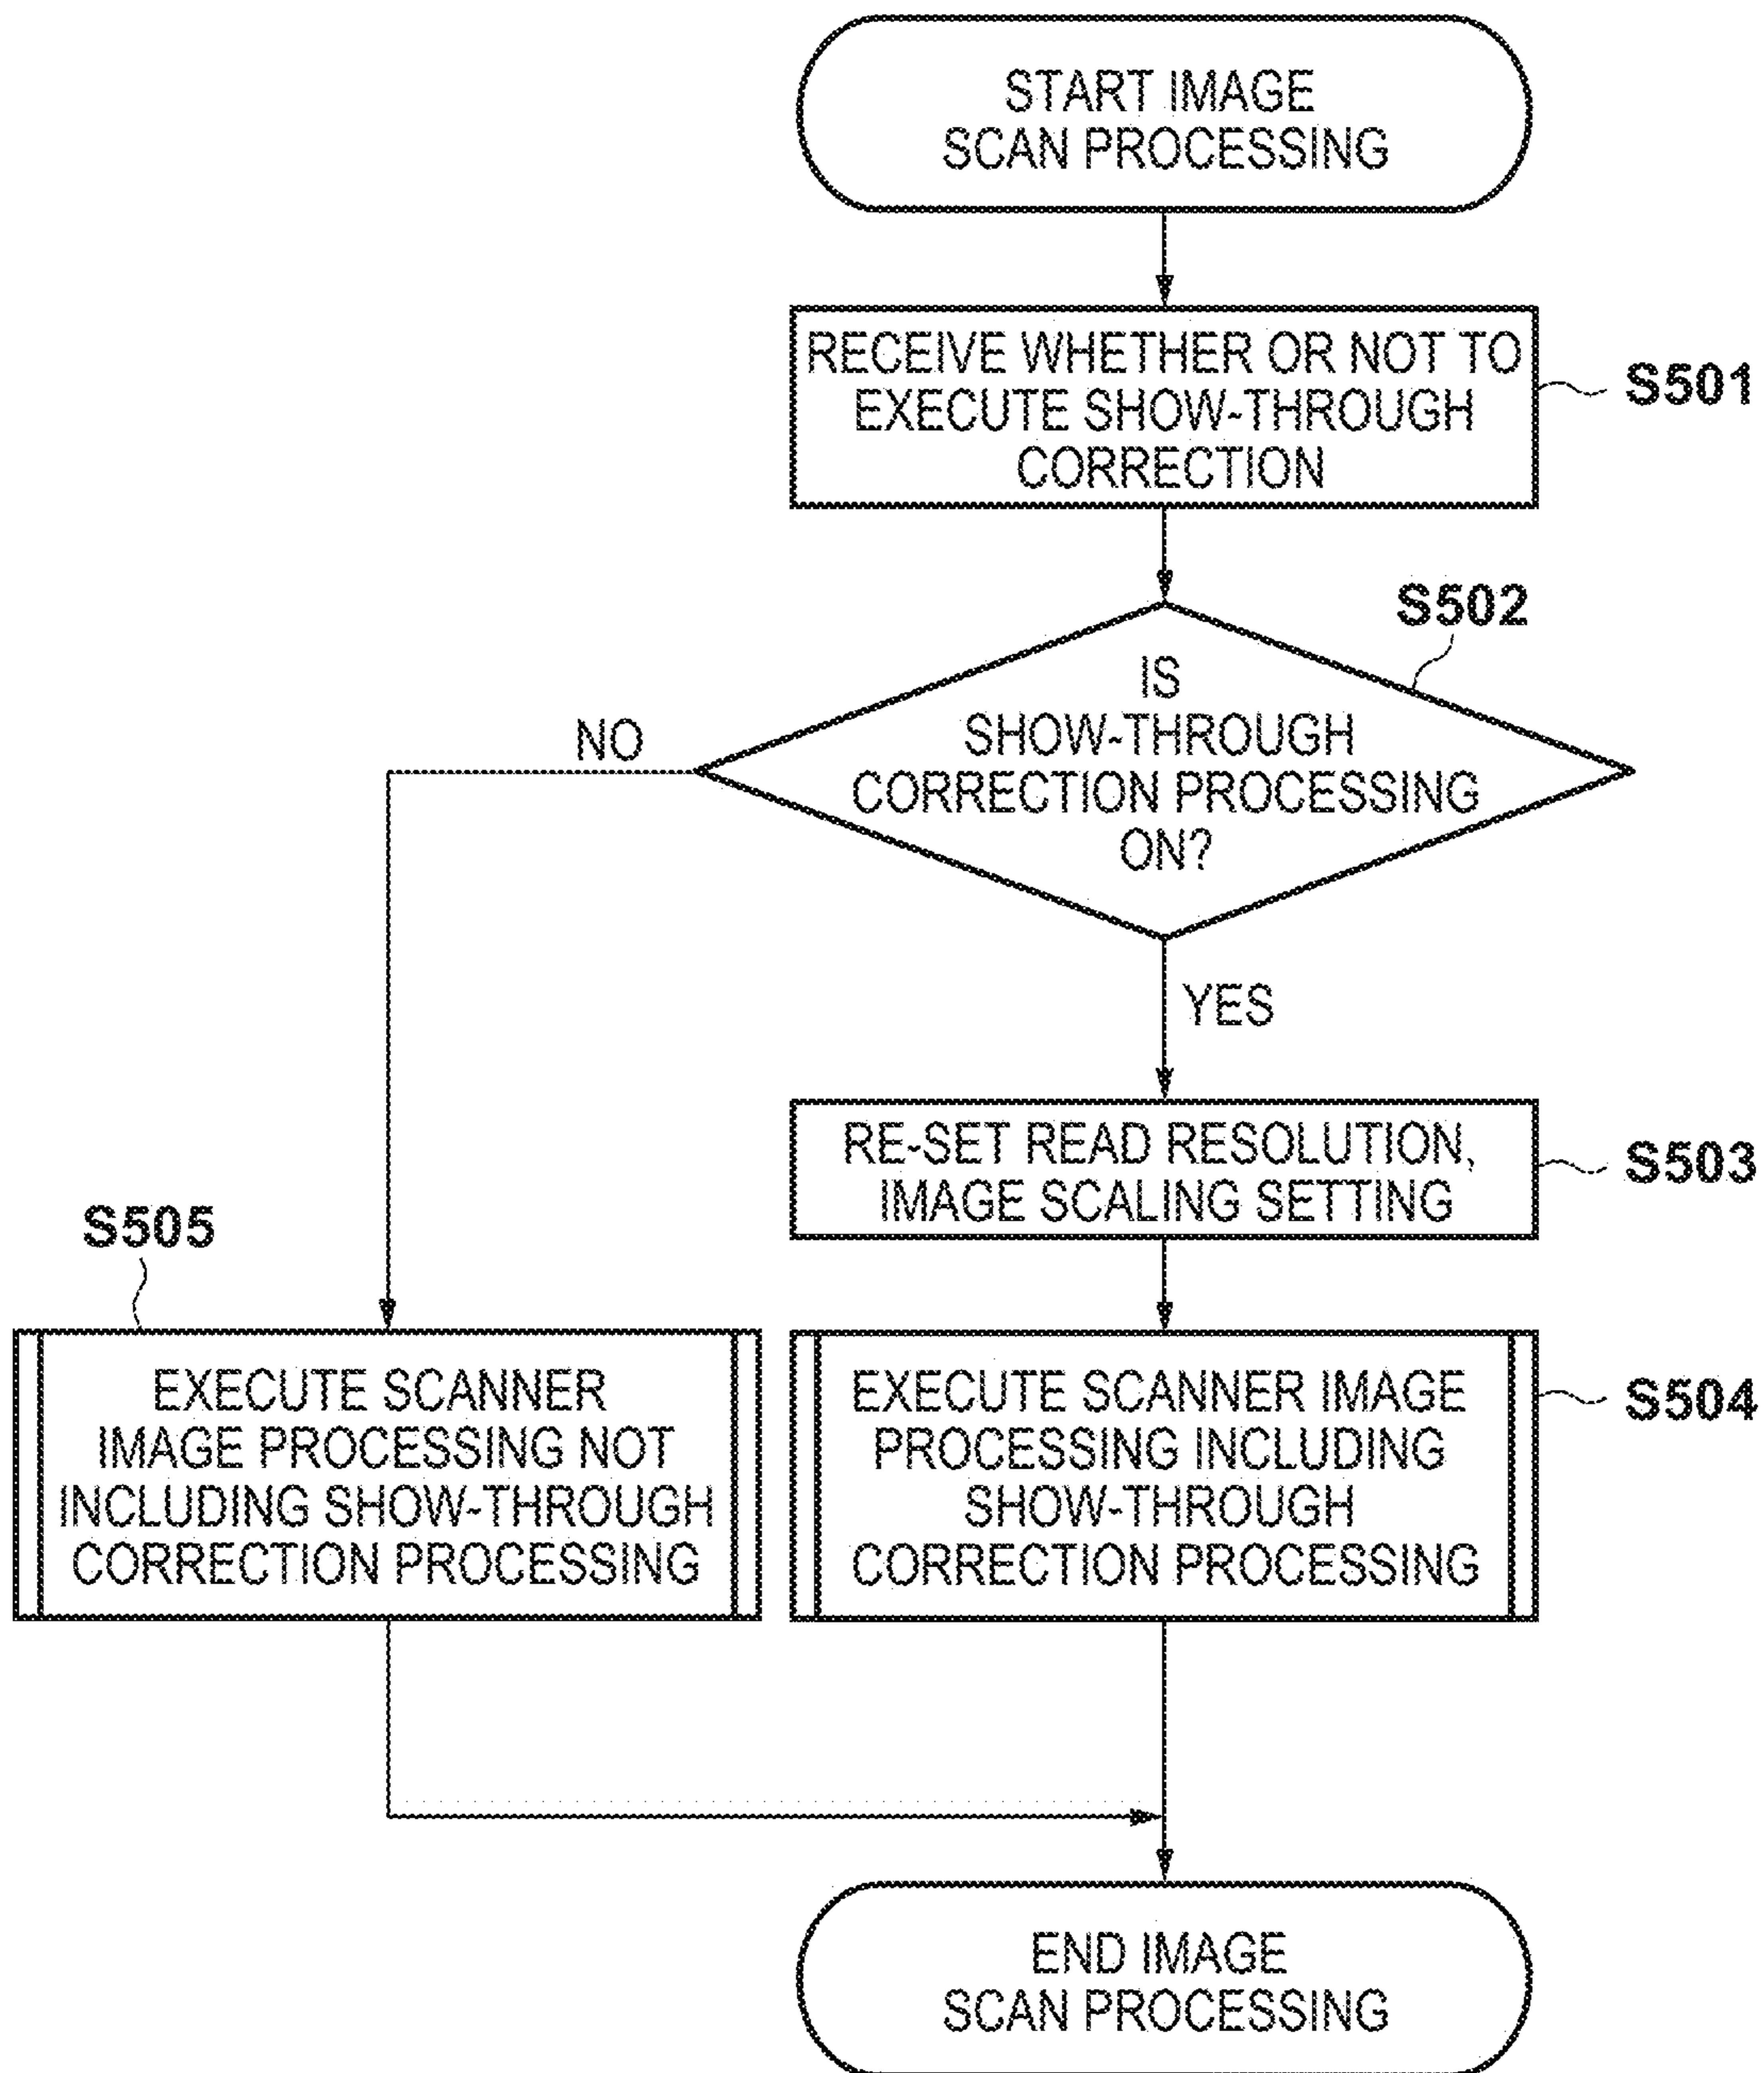 START IMAGE
SCAN PROCESSING
RECEIVE WHETHER OR NOT TO
EXECUTE SHOW-THROUGH
CORRECTION
S501
S502
IS
SHOW-THROUGH
CORRECTION PROCESSING
ON?
NO
YES
RE-SET READ RESOLUTION,
IMAGE SCALING SETTING
S503
S505
EXECUTE SCANNER
IMAGE PROCESSING NOT
INCLUDING SHOW-THROUGH
CORRECTION PROCESSING
EXECUTE SCANNER IMAGE
PROCESSING INCLUDING
SHOW-THROUGH
CORRECTION PROCESSING
S504
END IMAGE
SCAN PROCESSING